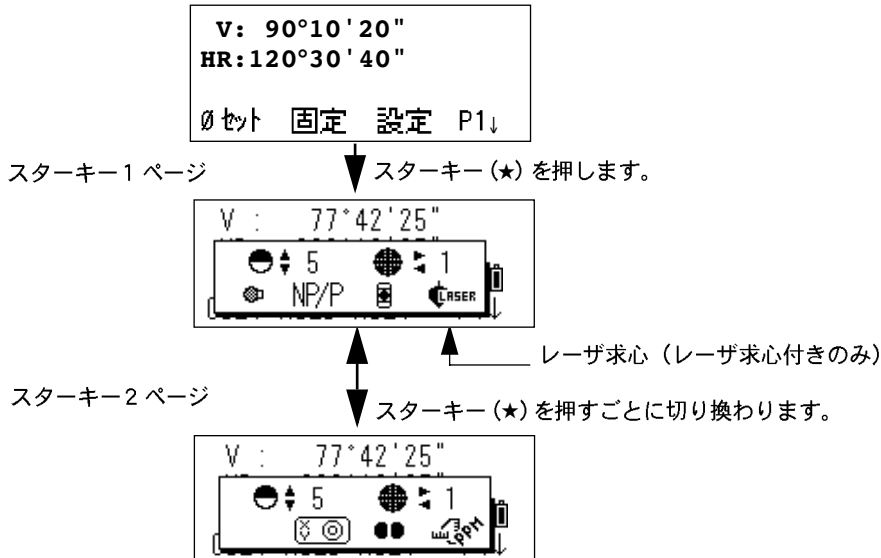 V: 90°10'20"
HR:120°30'40"
0セット 固定 設定 P1↓
スターキー1 ページ
スターキー(★)を押します。
V : 77°42'25"
5 1
NP/P LASER
レーザ求心（レーザ求心付きのみ）
スターキー2 ページ
スターキー(★)を押すごとに切り換わります。
V : 77°42'25"
5 1
PPM